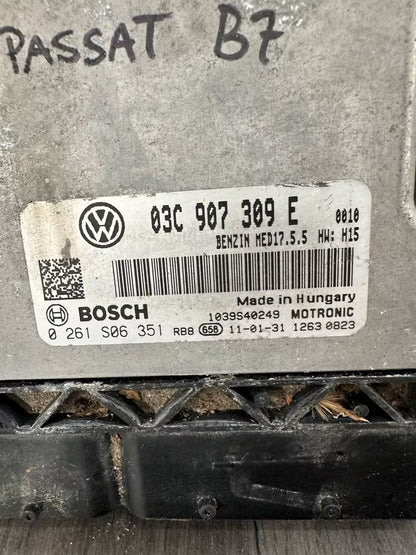 PASSAT B7
03C 907 309 E 0010
BENZIN MED17.5.5 HW: H15
Made in Hungary
BOSCH 1039S40249 MOTRONIC
0 261 S06 351 RB8 658 11-01-31 1263 0823